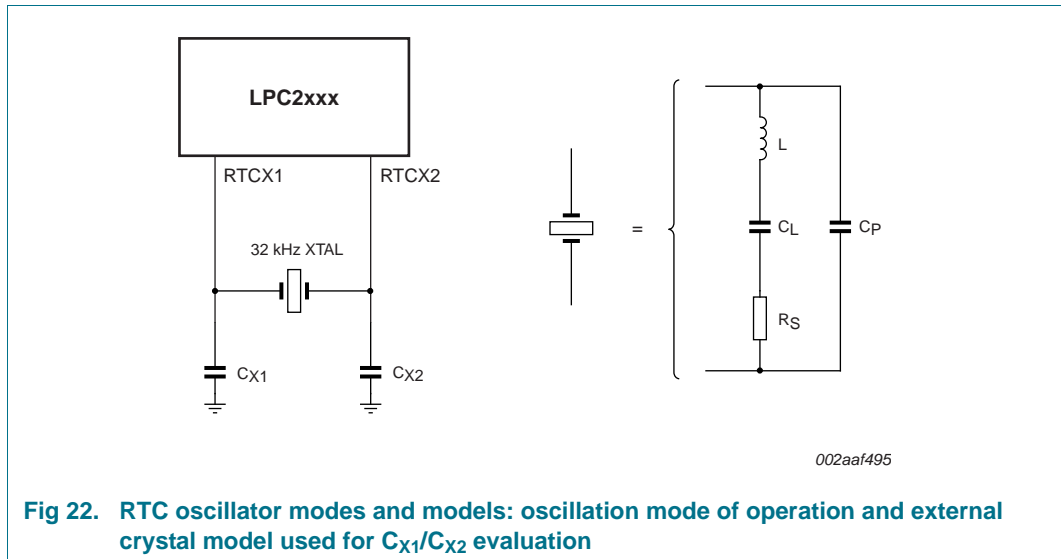 LPC2xxx
RTCX1
RTCX2
32 kHz XTAL
CX1
CX2
=
L
CL
CP
RS
002aaf495
Fig 22. RTC oscillator modes and models: oscillation mode of operation and external
crystal model used for CX1/CX2 evaluation